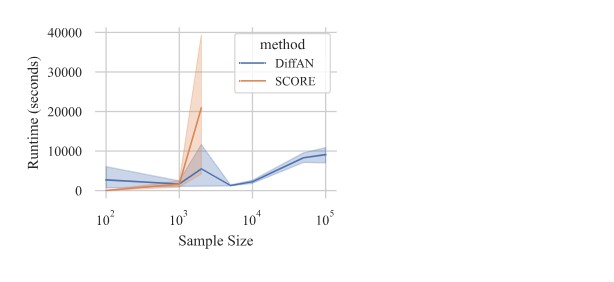 40000
30000
20000
10000
0
Runtime (seconds)
method
DiffAN
SCORE
10²
10³
10⁴
10⁵
Sample Size